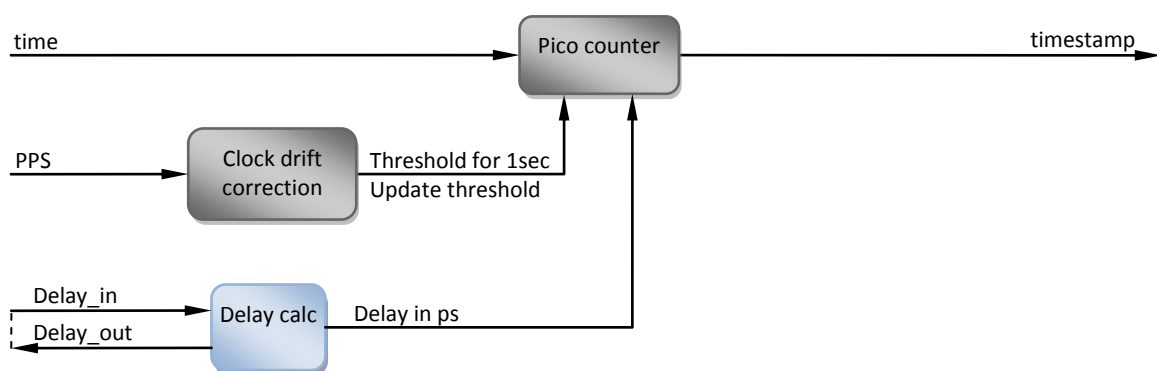 time
Pico counter
timestamp
PPS
Clock drift
correction
Threshold for 1sec
Update threshold
Delay_in
Delay_out
Delay calc
Delay in ps